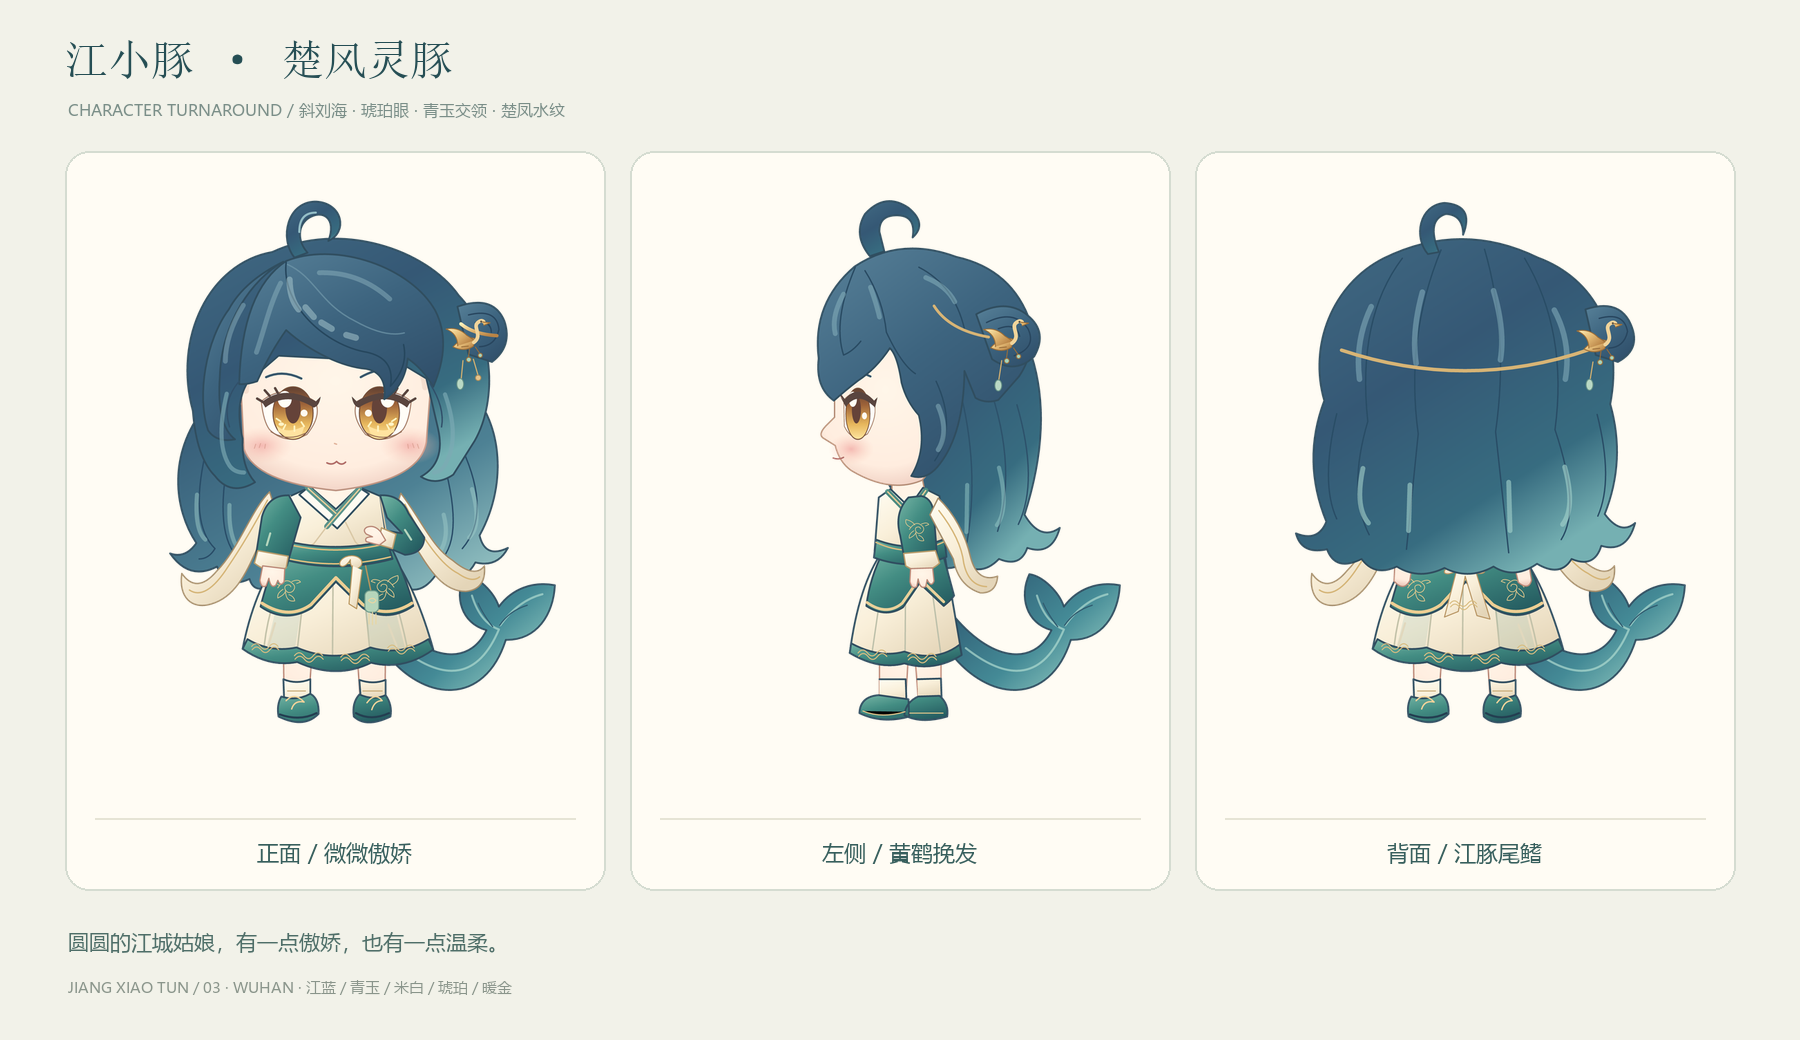 江小豚 • 楚风灵豚
CHARACTER TURNAROUND / 斜刘海 · 琥珀眼 · 青玉交领 · 楚凤水纹
正面 / 微微傲娇
左侧 / 黄鹤挽发
背面 / 江豚尾鳍
圆圆的江城姑娘，有一点傲娇，也有一点温柔。
JIANG XIAO TUN / 03 · WUHAN · 江蓝 / 青玉 / 米白 / 琥珀 / 暖金